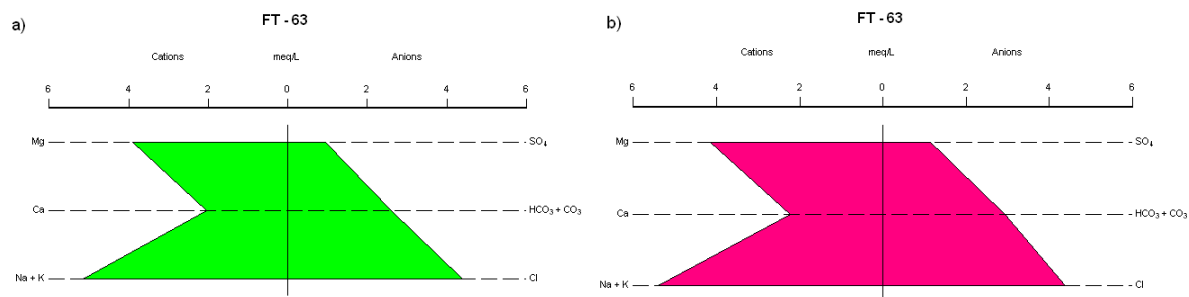 a)
FT - 63
Cations meq/L Anions
6 4 2 0 2 4 6
Mg SO₄
Ca HCO₃ + CO₃
Na + K Cl
b)
FT - 63
Cations meq/L Anions
6 4 2 0 2 4 6
Mg SO₄
Ca HCO₃ + CO₃
Na + K Cl